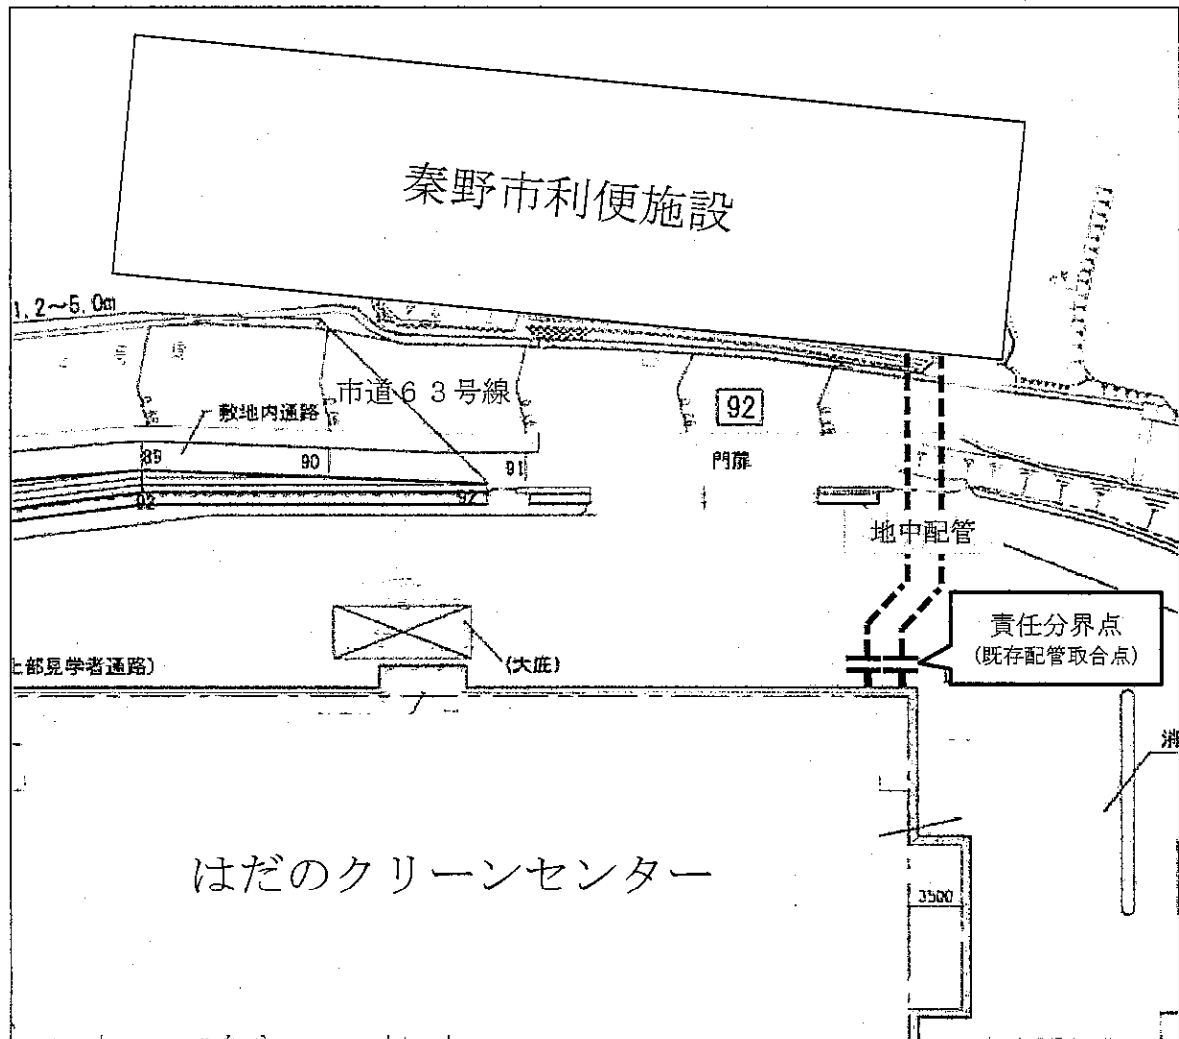 秦野市利便施設
1.2～5.0m
市道63号線
敷地内通路
92
89
90
91
門扉
92
92
地中配管
責任分界点
(既存配管取合点)
上部見学者通路)
(大庇)
はだのクリーンセンター
3500